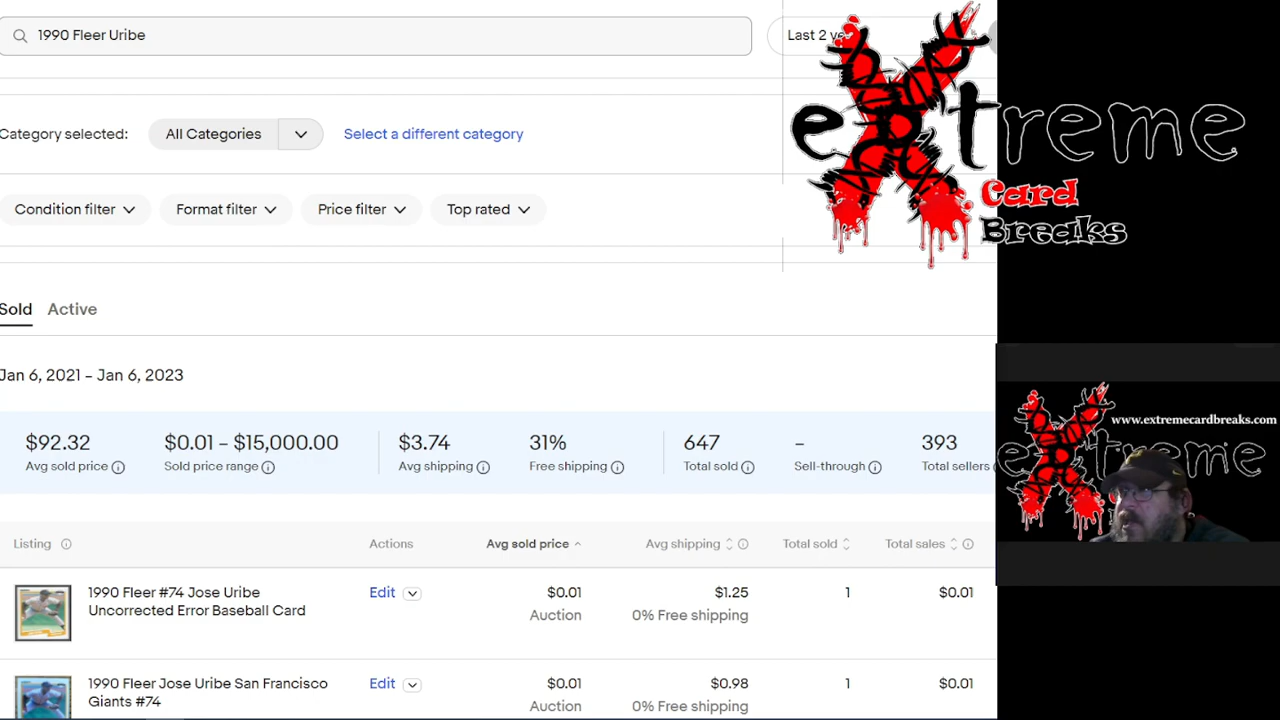 1990 Fleer Uribe
Last 2
Category selected:
All Categories
Select a different category
Condition filter
Format filter
Price filter
Top rated
extreme
Card
Breaks
Sold
Active
Jan 6, 2021 – Jan 6, 2023
$92.32
$0.01 – $15,000.00
$3.74
31%
647
–
393
Avg sold price
Sold price range
Avg shipping
Free shipping
Total sold
Sell-through
Total sellers
www.extremecardbreaks.com
extreme
Listing
Actions
Avg sold price
Avg shipping
Total sold
Total sales
1990 Fleer #74 Jose Uribe
Uncorrected Error Baseball Card
Edit
$0.01
Auction
$1.25
0% Free shipping
1
$0.01
1990 Fleer Jose Uribe San Francisco
Giants #74
Edit
$0.01
Auction
$0.98
0% Free shipping
1
$0.01